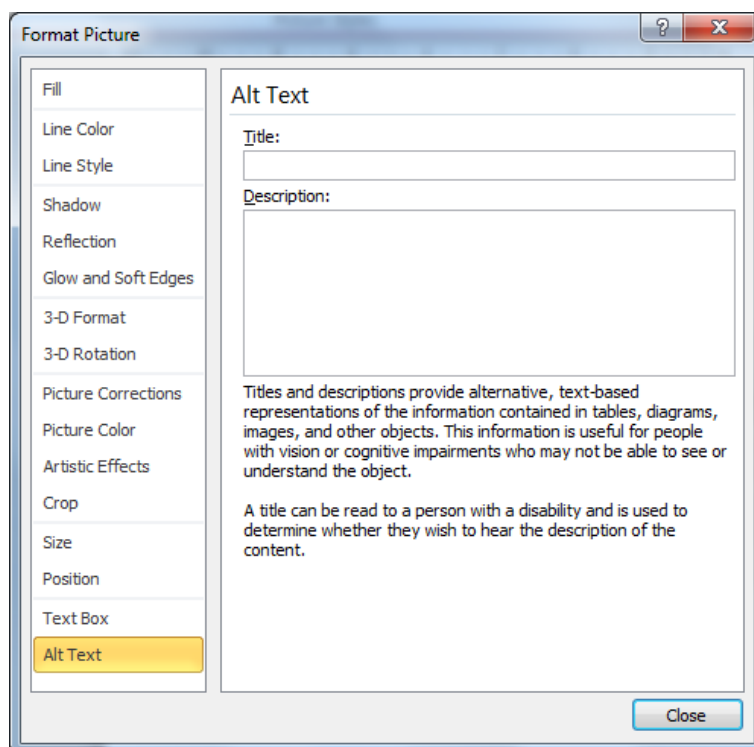 Format Picture
Fill
Line Color
Line Style
Shadow
Reflection
Glow and Soft Edges
3-D Format
3-D Rotation
Picture Corrections
Picture Color
Artistic Effects
Crop
Size
Position
Text Box
Alt Text
Alt Text
Title:
Description:
Titles and descriptions provide alternative, text-based
representations of the information contained in tables, diagrams,
images, and other objects. This information is useful for people
with vision or cognitive impairments who may not be able to see or
understand the object.
A title can be read to a person with a disability and is used to
determine whether they wish to hear the description of the
content.
Close